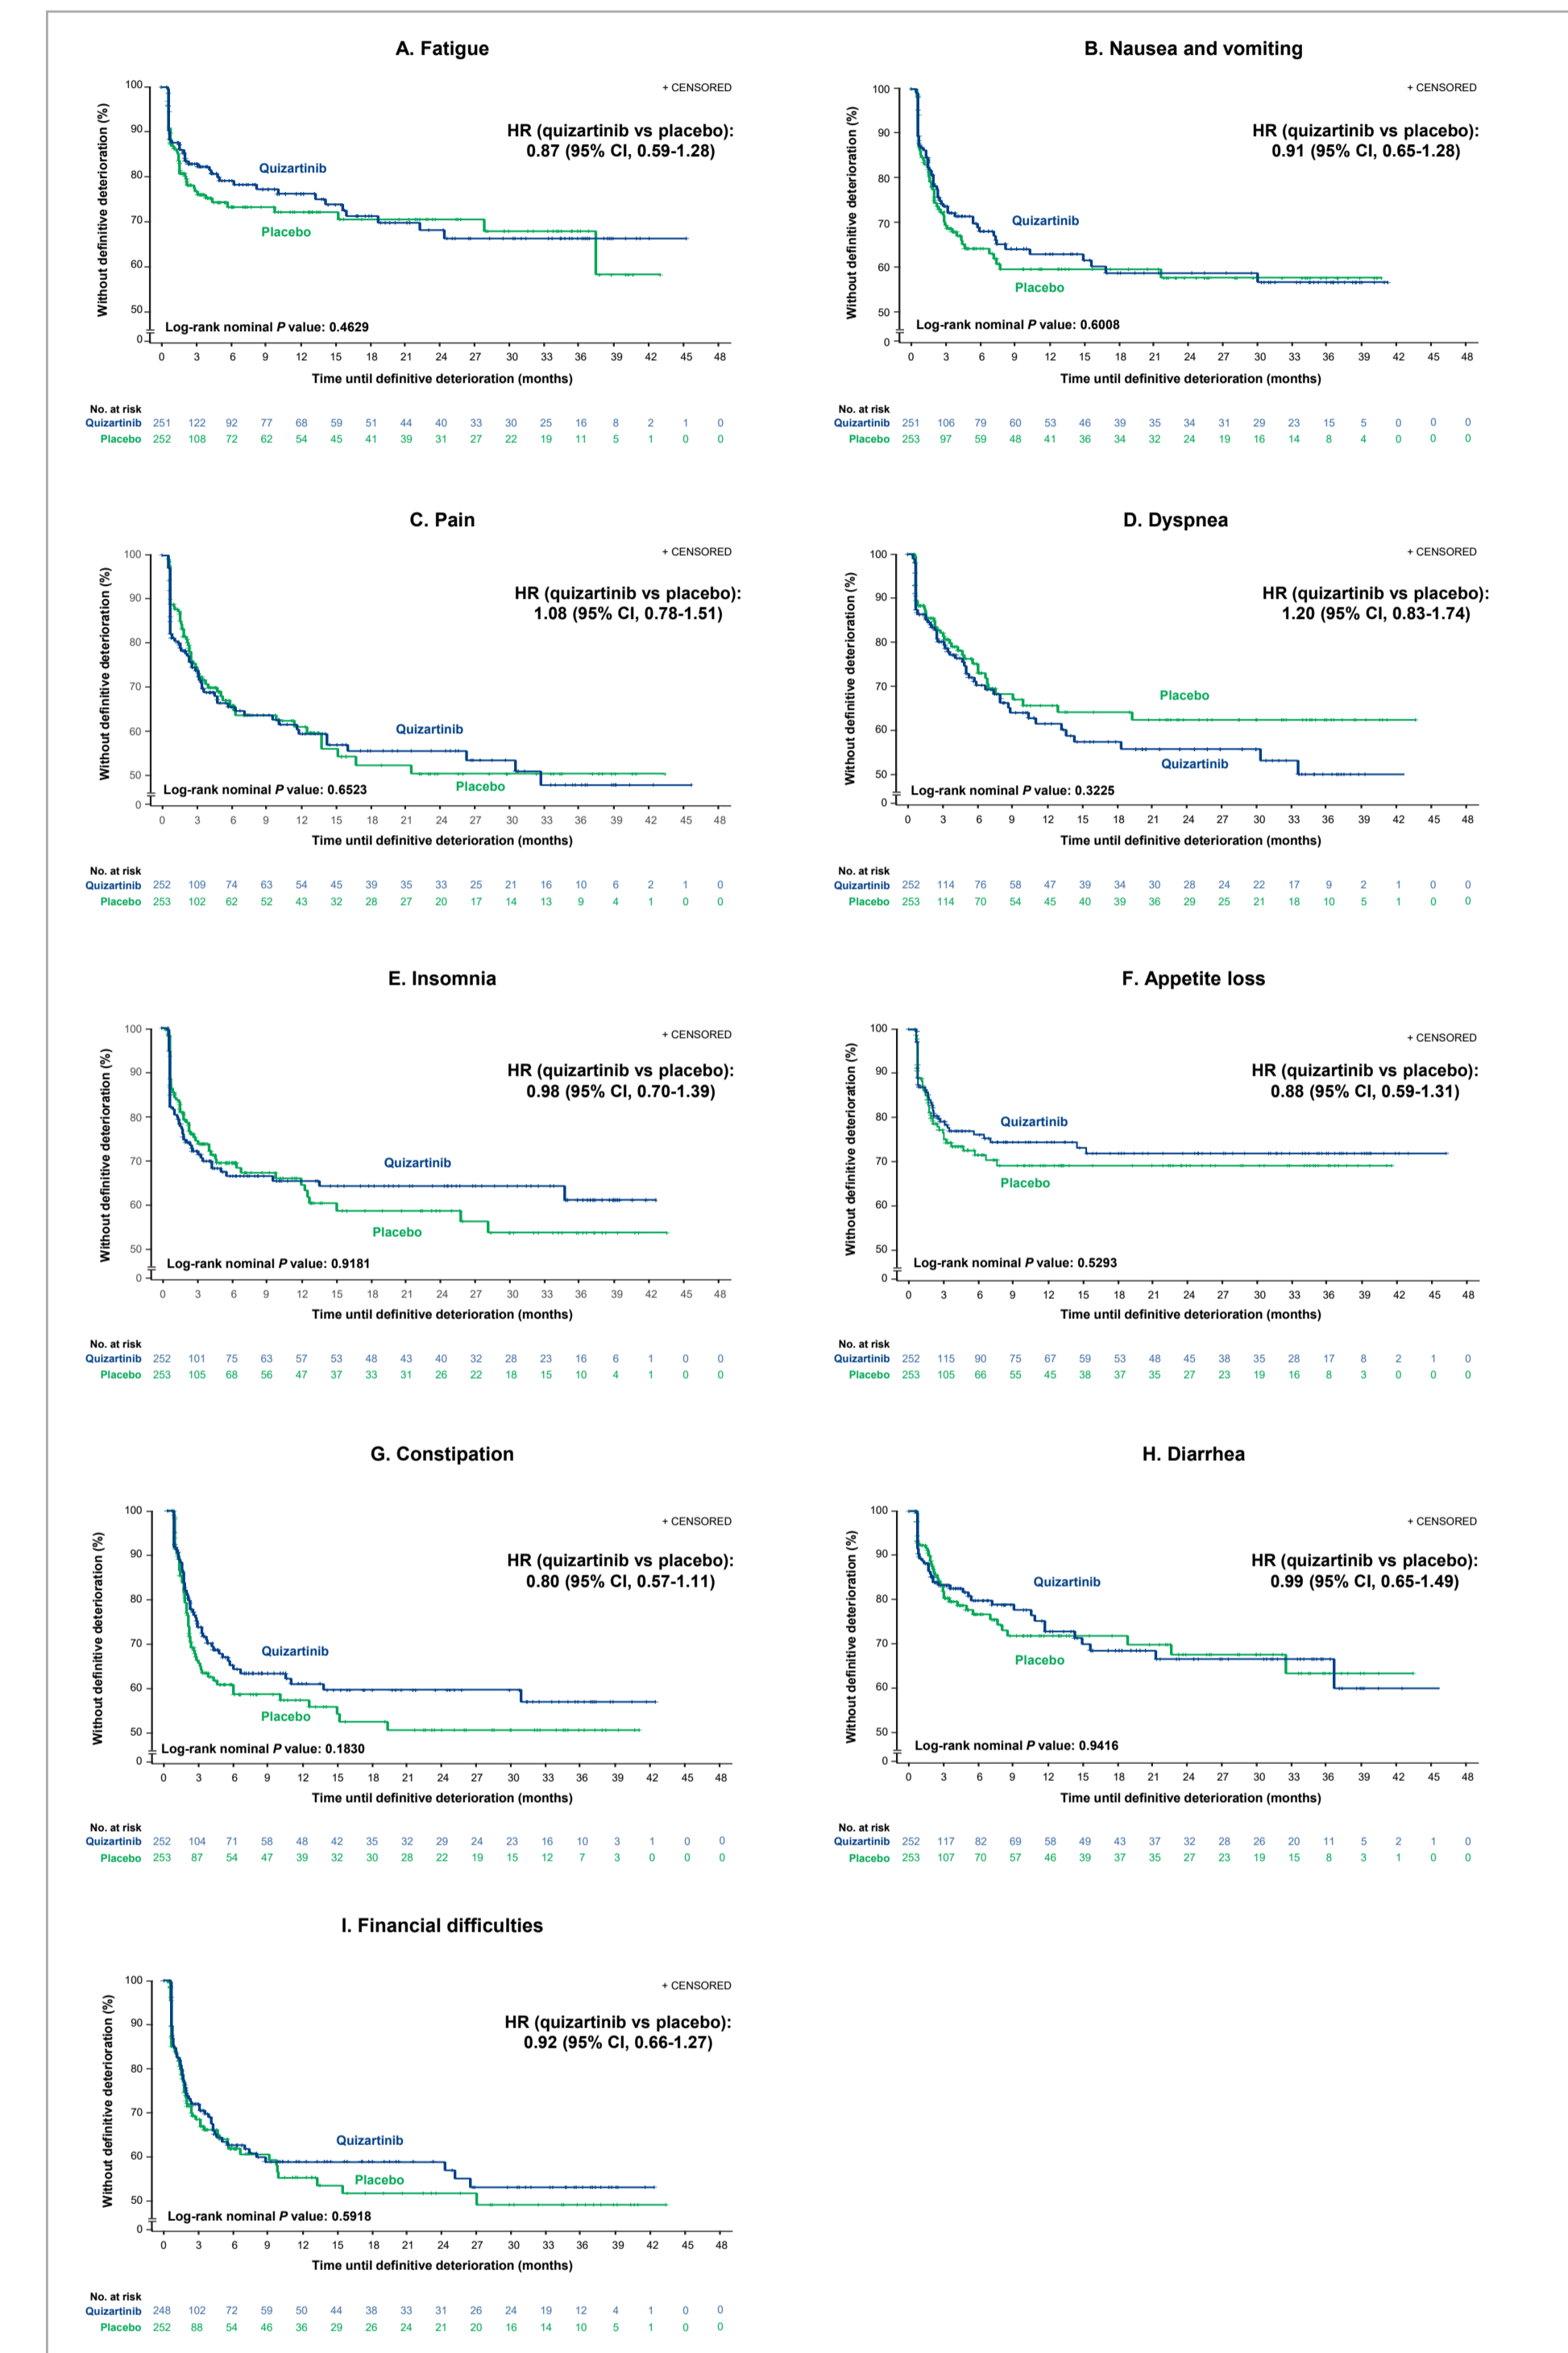 A. Fatigue
+ CENSORED
HR (quizartinib vs placebo):
0.87 (95% CI, 0.59-1.28)
Without definitive deterioration (%)
100
90
80
70
60
50
0
Quizartinib
Placebo
Log-rank nominal P value: 0.4629
0 3 6 9 12 15 18 21 24 27 30 33 36 39 42 45 48
Time until definitive deterioration (months)
No. at risk
Quizartinib 251 122 92 77 68 59 51 44 40 33 30 25 16 8 2 1 0
Placebo 252 108 72 62 54 45 41 39 31 27 22 19 11 5 1 0 0
B. Nausea and vomiting
+ CENSORED
HR (quizartinib vs placebo):
0.91 (95% CI, 0.65-1.28)
Without definitive deterioration (%)
100
90
80
70
60
50
0
Quizartinib
Placebo
Log-rank nominal P value: 0.6008
0 3 6 9 12 15 18 21 24 27 30 33 36 39 42 45 48
Time until definitive deterioration (months)
No. at risk
Quizartinib 251 106 79 60 53 46 39 35 34 31 29 23 15 5 0 0 0
Placebo 253 97 59 48 41 36 34 32 24 19 16 14 8 4 0 0 0
C. Pain
+ CENSORED
HR (quizartinib vs placebo):
1.08 (95% CI, 0.78-1.51)
Without definitive deterioration (%)
100
90
80
70
60
50
0
Quizartinib
Placebo
Log-rank nominal P value: 0.6523
0 3 6 9 12 15 18 21 24 27 30 33 36 39 42 45 48
Time until definitive deterioration (months)
No. at risk
Quizartinib 252 109 74 63 54 45 39 35 33 25 21 16 10 6 2 1 0
Placebo 253 102 62 52 43 32 28 27 20 17 14 13 9 4 1 0 0
D. Dyspnea
+ CENSORED
HR (quizartinib vs placebo):
1.20 (95% CI, 0.83-1.74)
Without definitive deterioration (%)
100
90
80
70
60
50
0
Placebo
Quizartinib
Log-rank nominal P value: 0.3225
0 3 6 9 12 15 18 21 24 27 30 33 36 39 42 45 48
Time until definitive deterioration (months)
No. at risk
Quizartinib 252 114 76 58 47 39 34 30 28 24 22 17 9 2 1 0 0
Placebo 253 114 70 54 45 40 39 36 29 25 21 18 10 5 1 0 0
E. Insomnia
+ CENSORED
HR (quizartinib vs placebo):
0.98 (95% CI, 0.70-1.39)
Without definitive deterioration (%)
100
90
80
70
60
50
0
Quizartinib
Placebo
Log-rank nominal P value: 0.9181
0 3 6 9 12 15 18 21 24 27 30 33 36 39 42 45 48
Time until definitive deterioration (months)
No. at risk
Quizartinib 252 101 75 63 57 53 48 43 40 32 28 23 16 6 1 0 0
Placebo 253 105 68 56 47 37 33 31 26 22 18 15 10 4 1 0 0
F. Appetite loss
+ CENSORED
HR (quizartinib vs placebo):
0.88 (95% CI, 0.59-1.31)
Without definitive deterioration (%)
100
90
80
70
60
50
0
Quizartinib
Placebo
Log-rank nominal P value: 0.5293
0 3 6 9 12 15 18 21 24 27 30 33 36 39 42 45 48
Time until definitive deterioration (months)
No. at risk
Quizartinib 252 115 90 75 67 59 53 48 45 38 35 28 17 8 2 1 0
Placebo 253 105 66 55 45 38 37 35 27 23 19 16 8 3 0 0 0
G. Constipation
+ CENSORED
HR (quizartinib vs placebo):
0.80 (95% CI, 0.57-1.11)
Without definitive deterioration (%)
100
90
80
70
60
50
0
Quizartinib
Placebo
Log-rank nominal P value: 0.1830
0 3 6 9 12 15 18 21 24 27 30 33 36 39 42 45 48
Time until definitive deterioration (months)
No. at risk
Quizartinib 252 104 71 58 48 42 35 32 29 24 23 16 10 3 1 0 0
Placebo 253 87 54 47 39 32 30 28 22 19 15 12 7 3 0 0 0
H. Diarrhea
+ CENSORED
HR (quizartinib vs placebo):
0.99 (95% CI, 0.65-1.49)
Without definitive deterioration (%)
100
90
80
70
60
50
0
Quizartinib
Placebo
Log-rank nominal P value: 0.9416
0 3 6 9 12 15 18 21 24 27 30 33 36 39 42 45 48
Time until definitive deterioration (months)
No. at risk
Quizartinib 252 117 82 69 58 49 43 37 32 28 26 20 11 5 2 1 0
Placebo 253 107 70 57 46 39 37 35 27 23 19 15 8 3 1 0 0
I. Financial difficulties
+ CENSORED
HR (quizartinib vs placebo):
0.92 (95% CI, 0.66-1.27)
Without definitive deterioration (%)
100
90
80
70
60
50
0
Quizartinib
Placebo
Log-rank nominal P value: 0.5918
0 3 6 9 12 15 18 21 24 27 30 33 36 39 42 45 48
Time until definitive deterioration (months)
No. at risk
Quizartinib 248 102 72 59 50 44 38 33 31 26 24 19 12 4 1 0 0
Placebo 252 88 54 46 36 29 26 24 21 20 16 14 10 5 1 0 0